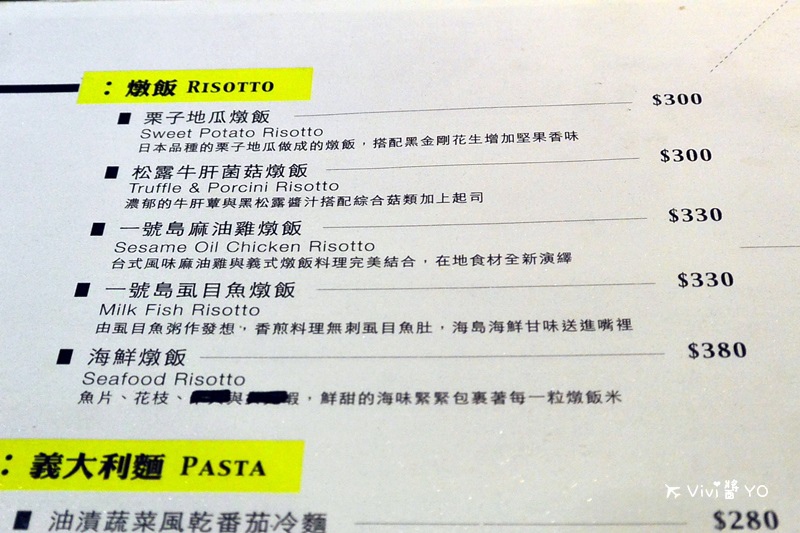 ：燉飯 RISOTTO
■ 栗子地瓜燉飯 $300
Sweet Potato Risotto
日本品種的栗子地瓜做成的燉飯，搭配黑金剛花生增加堅果香味
■ 松露牛肝菌菇燉飯 $300
Truffle & Porcini Risotto
濃郁的牛肝蕈與黑松露醬汁搭配綜合菇類加上起司
■ 一號島麻油雞燉飯 $330
Sesame Oil Chicken Risotto
台式風味麻油雞與義式燉飯料理完美結合，在地食材全新演繹
■ 一號島虱目魚燉飯 $330
Milk Fish Risotto
由虱目魚粥作發想，香煎料理無刺虱目魚肚，海島海鮮甘味送進嘴裡
■ 海鮮燉飯 $380
Seafood Risotto
魚片、花枝、與蝦，鮮甜的海味緊緊包裹著每一粒燉飯米
：義大利麵 PASTA
■ 油漬蔬菜風乾番茄冷麵 $280
Vivi醬YO